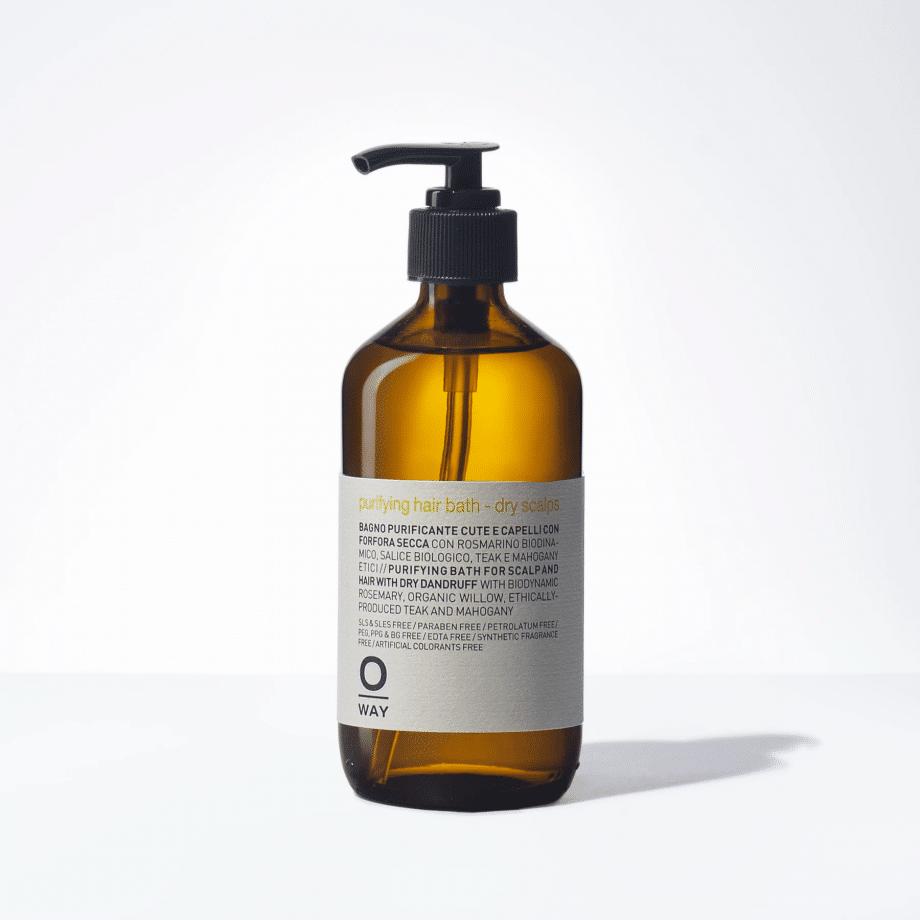 purifying hair bath - dry scalps
BAGNO PURIFICANTE CUTE E CAPELLI CON
FORFORA SECCA CON ROSMARINO BIODINA-
MICO, SALICE BIOLOGICO, TEAK E MAHOGANY
ETICI // PURIFYING BATH FOR SCALP AND
HAIR WITH DRY DANDRUFF WITH BIODYNAMIC
ROSEMARY, ORGANIC WILLOW, ETHICALLY-
PRODUCED TEAK AND MAHOGANY
SLS & SLES FREE / PARABEN FREE / PETROLATUM FREE /
PEG, PPG & BG FREE / EDTA FREE / SYNTHETIC FRAGRANCE
FREE / ARTIFICIAL COLORANTS FREE
O
WAY